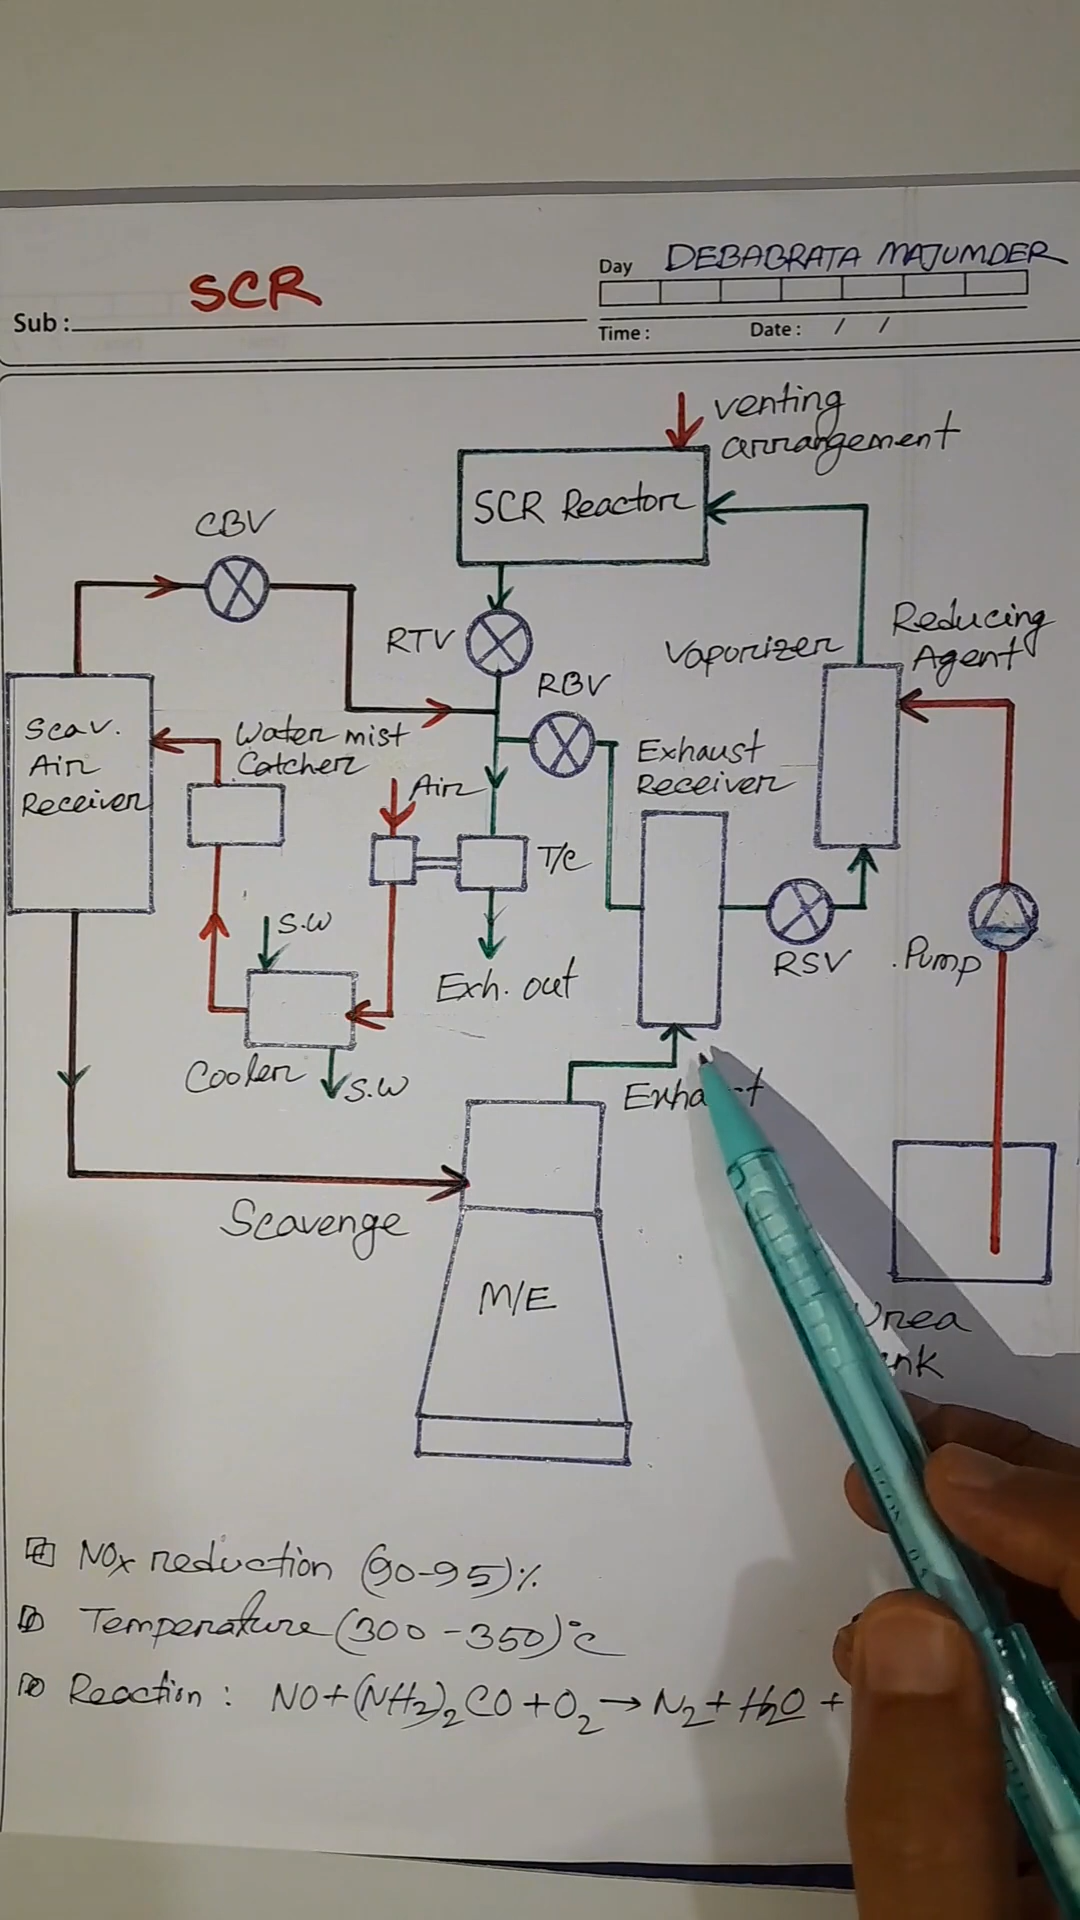 SCR
Sub :
Day DEBABRATA MAJUMDER
Time : Date : / /
venting
arrangement
SCR Reactor
CBV
RTV
RBV
Vaporizer
Reducing
Agent
Scav.
Air
Receiver
Water mist
Catcher
Air
Exhaust
Receiver
T/C
S.W
Exh. out
RSV
Pump
Cooler
S.W
Scavenge
M/E
NOx reduction (90-95)%
Temperature (300-350)°C
Reaction : NO+(NH2)2CO+O2→N2+H2O+